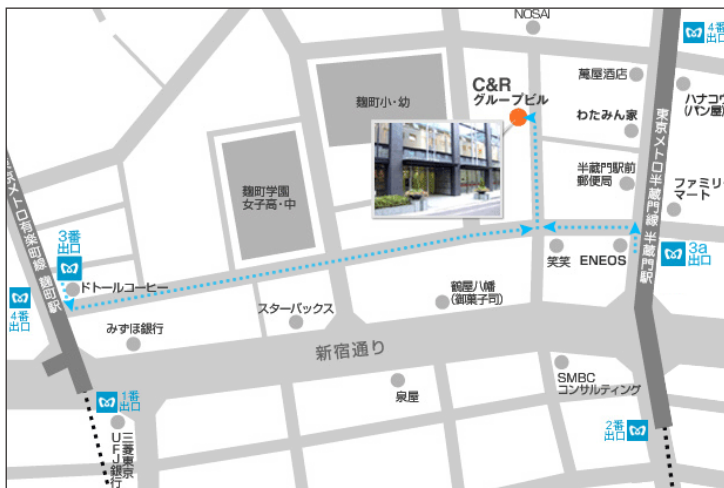 NOSAI
4番
出口
C&R
グループビル
萬屋酒店
ハナコウ
(パン屋)
麹町小・幼
わたみん家
東京メトロ半蔵門線 半蔵門駅
麹町学園
女子高・中
半蔵門駅前
郵便局
ファミリー
マート
東京メトロ有楽町線 麹町駅
3番
出口
笑笑
ENEOS
3a
出口
ドトールコーヒー
4番
出口
スターバックス
鶴屋八幡
(御菓子司)
みずほ銀行
新宿通り
SMBC
コンサルティング
泉屋
1番
出口
2番
出口
三菱東京
UFJ銀行